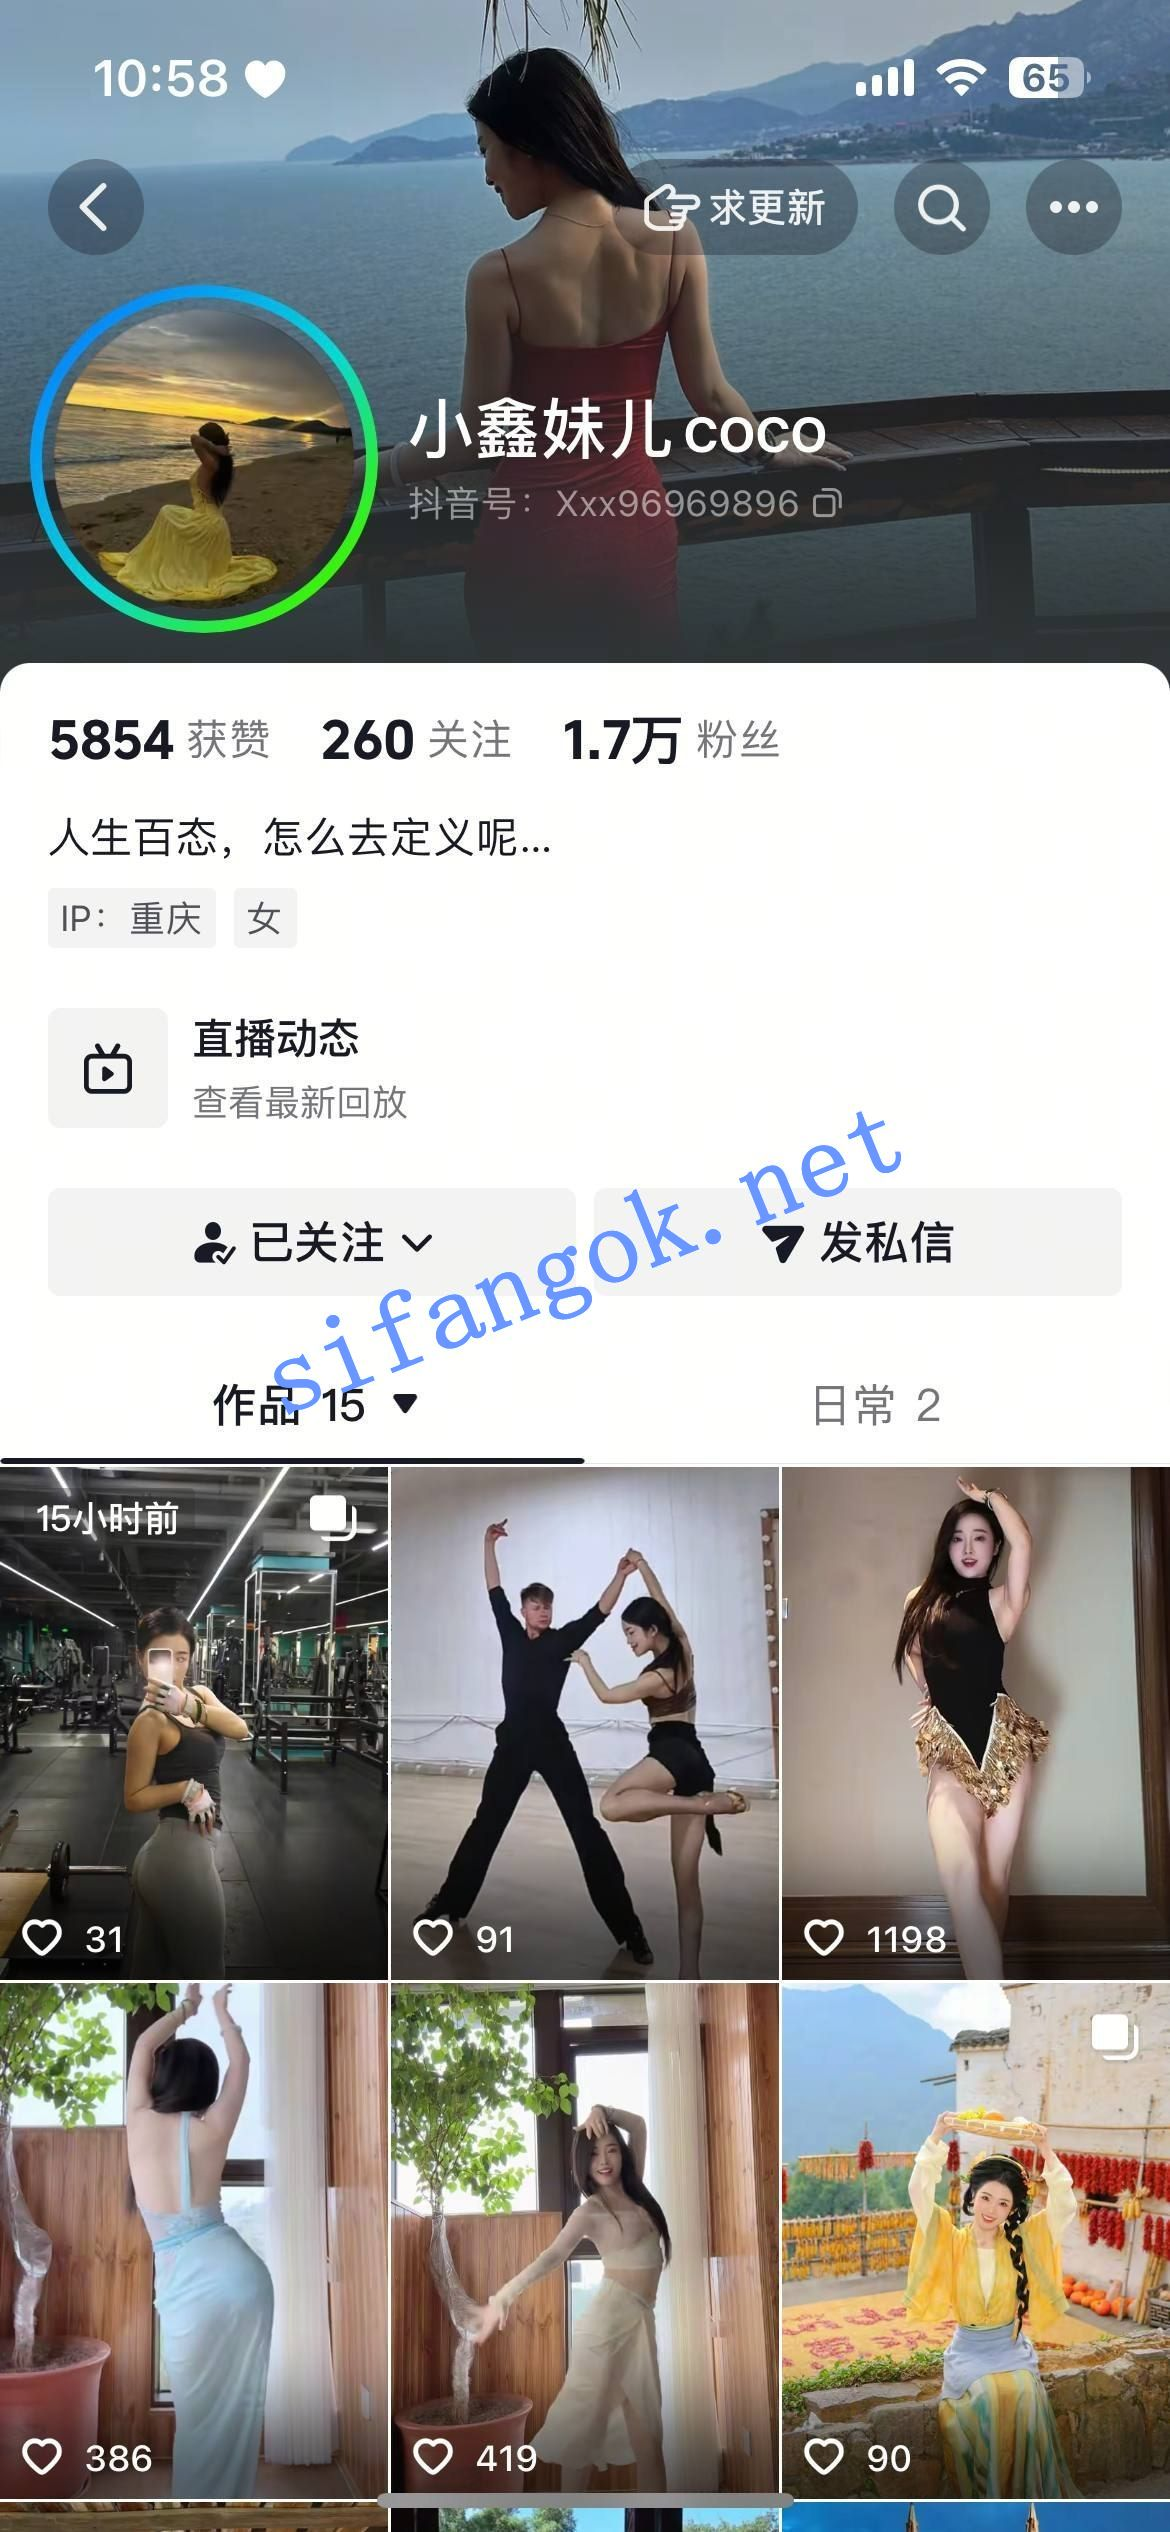 10:58
65
求更新
小鑫妹儿coco
抖音号：Xxx96969896
5854 获赞 260 关注 1.7万 粉丝
人生百态，怎么去定义呢...
IP：重庆 女
直播动态
查看最新回放
已关注 发私信
sifangok.net
作品 15 日常 2
15小时前
31 91 1198
386 419 90